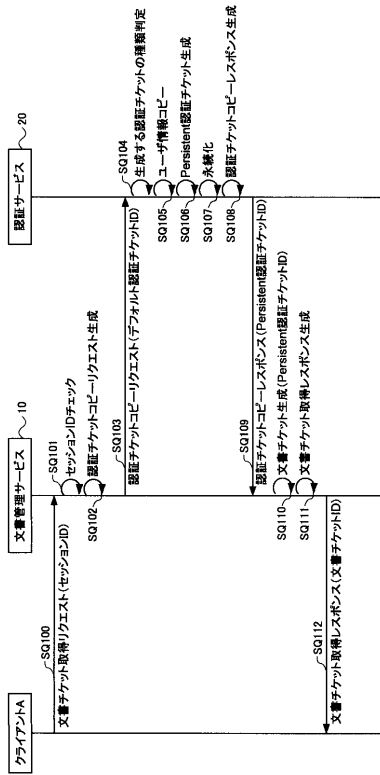 クライアントA
文書管理サービス
10
認証サービス
20
SQ100
文書チケット取得リクエスト(セッションID)
SQ101
セッションIDチェック
認証チケットコピーリクエスト生成
SQ102
SQ103
認証チケットコピーリクエスト(デフォルト認証チケットID)
SQ104
生成する認証チケットの種類判定
ユーザ情報コピー
SQ105
Persistent認証チケット生成
SQ106
永続化
SQ107
認証チケットコピーレスポンス生成
SQ108
SQ109
認証チケットコピーレスポンス(Persistent認証チケットID)
文書チケット生成(Persistent認証チケットID)
SQ110
文書チケット取得レスポンス生成
SQ111
SQ112
文書チケット取得レスポンス(文書チケットID)